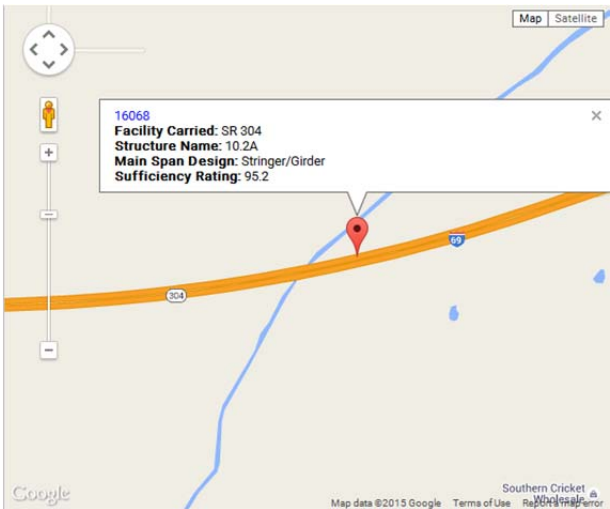 Map Satellite
16068
Facility Carried: SR 304
Structure Name: 10.2A
Main Span Design: Stringer/Girder
Sufficiency Rating: 95.2
69
304
Southern Cricket
Wholesale
Google
Map data ©2015 Google Terms of Use Report a map error